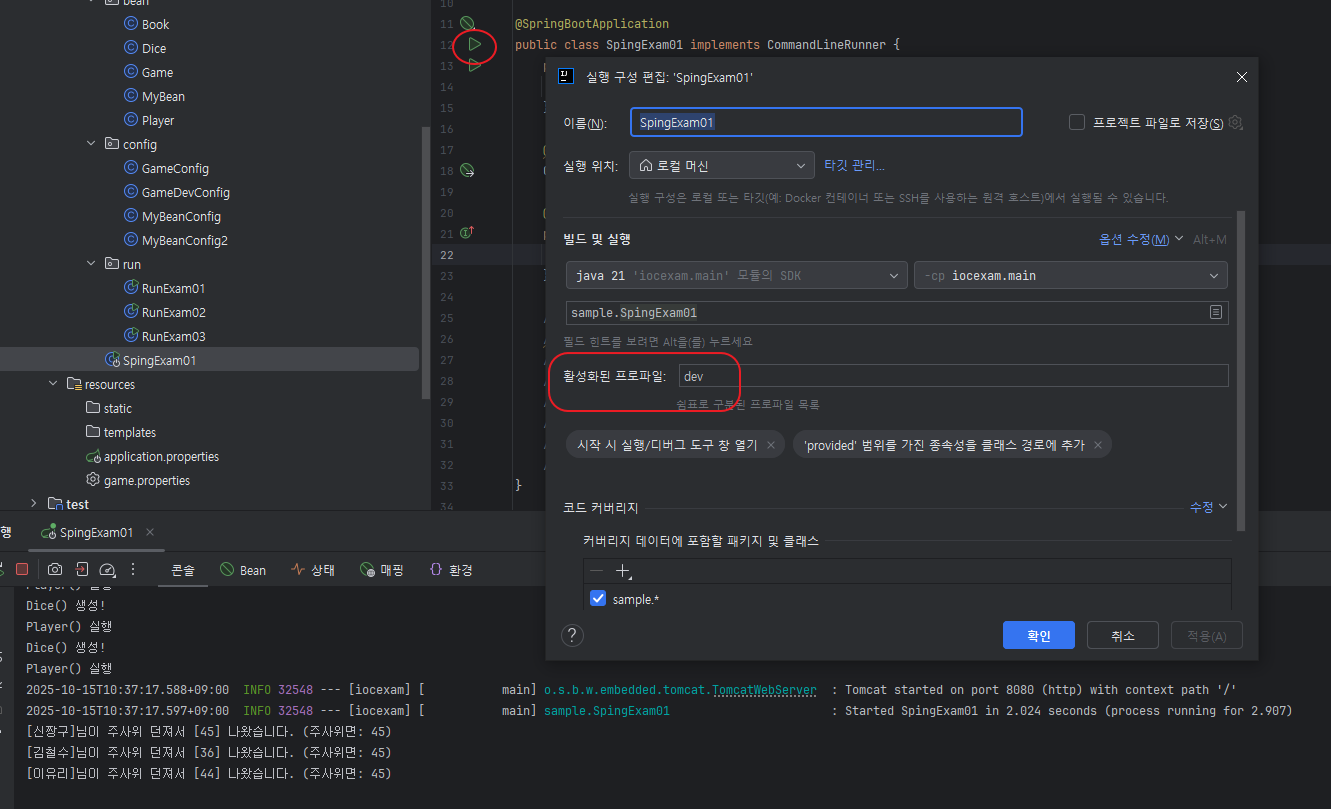 bean
Book
Dice
Game
MyBean
Player
config
GameConfig
GameDevConfig
MyBeanConfig
MyBeanConfig2
run
RunExam01
RunExam02
RunExam03
SpingExam01
resources
static
templates
application.properties
game.properties
test
10
11 @SpringBootApplication
12 public class SpingExam01 implements CommandLineRunner {
13
14
15
16
17
18
19
20
21
22
23
24
25
26
27
28
29
30
31
32
33 }
34
실행 구성 편집: 'SpingExam01'
이름(N): SpingExam01 프로젝트 파일로 저장(S)
실행 위치: 로컬 머신 타깃 관리...
실행 구성은 로컬 또는 타깃(예: Docker 컨테이너 또는 SSH를 사용하는 원격 호스트)에서 실행될 수 있습니다.
빌드 및 실행 옵션 수정(M) Alt+M
java 21 'iocexam.main' 모듈의 SDK -cp iocexam.main
sample.SpingExam01
필드 힌트를 보려면 Alt을(를) 누르세요
활성화된 프로파일: dev
쉼표로 구분된 프로파일 목록
시작 시 실행/디버그 도구 창 열기 'provided' 범위를 가진 종속성을 클래스 경로에 추가
코드 커버리지 수정
커버리지 데이터에 포함할 패키지 및 클래스
sample.*
? 확인 취소 적용(A)
행 SpingExam01
콘솔 Bean 상태 매핑 환경
Player() 실행
Dice() 생성!
Player() 실행
Dice() 생성!
Player() 실행
2025-10-15T10:37:17.588+09:00 INFO 32548 --- [iocexam] [ main] o.s.b.w.embedded.tomcat.TomcatWebServer : Tomcat started on port 8080 (http) with context path '/'
2025-10-15T10:37:17.597+09:00 INFO 32548 --- [iocexam] [ main] sample.SpingExam01 : Started SpingExam01 in 2.024 seconds (process running for 2.907)
[신짱구]님이 주사위 던져서 [45] 나왔습니다. (주사위면: 45)
[김철수]님이 주사위 던져서 [36] 나왔습니다. (주사위면: 45)
[이유리]님이 주사위 던져서 [44] 나왔습니다. (주사위면: 45)